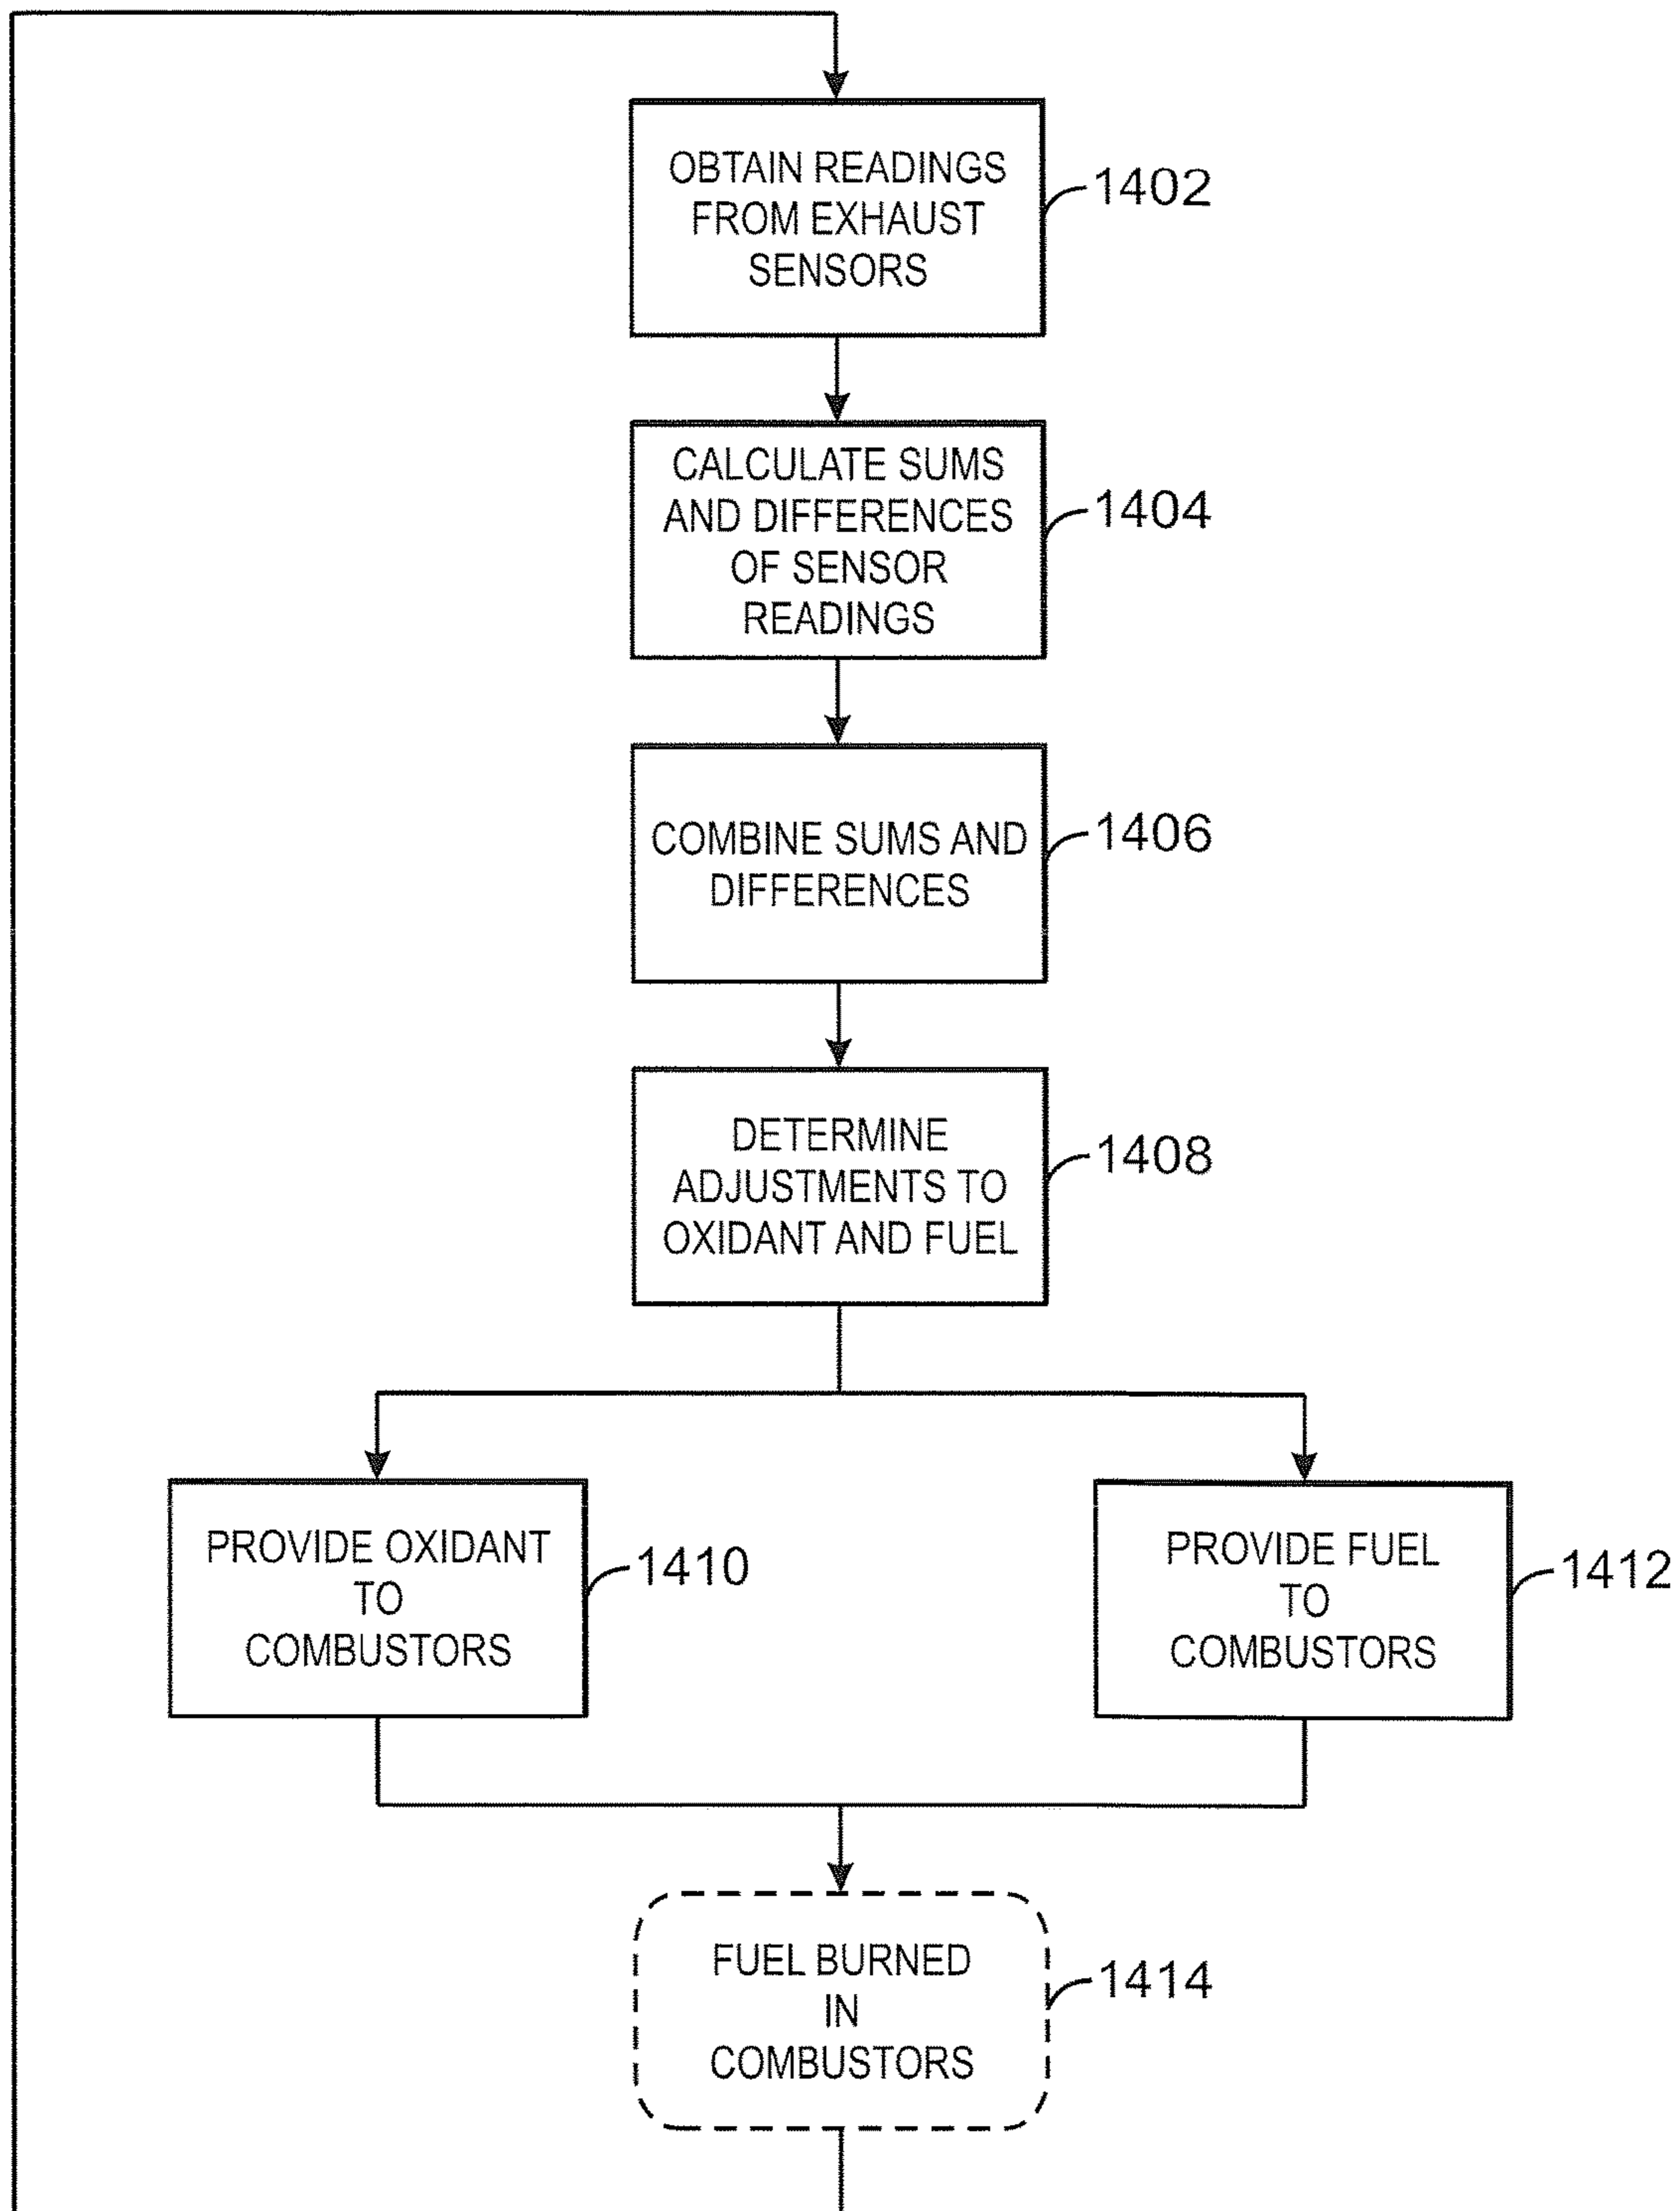 OBTAIN READINGS
FROM EXHAUST
SENSORS
1402
CALCULATE SUMS
AND DIFFERENCES
OF SENSOR
READINGS
1404
COMBINE SUMS AND
DIFFERENCES
1406
DETERMINE
ADJUSTMENTS TO
OXIDANT AND FUEL
1408
PROVIDE OXIDANT
TO
COMBUSTORS
1410
PROVIDE FUEL
TO
COMBUSTORS
1412
FUEL BURNED
IN
COMBUSTORS
1414